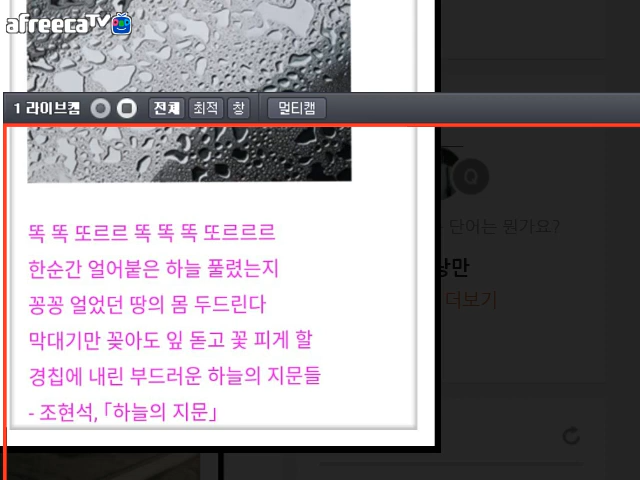 afreecaTV
1 라이브캠 전체 최적 창 멀티캠
Q
단어는 뭔가요?
낭만
더보기
똑 똑 또르르 똑 똑 똑 또르르르
한순간 얼어붙은 하늘 풀렸는지
꽁꽁 얼었던 땅의 몸 두드린다
막대기만 꽂아도 잎 돋고 꽃 피게 할
경칩에 내린 부드러운 하늘의 지문들
- 조현석, 「하늘의 지문」